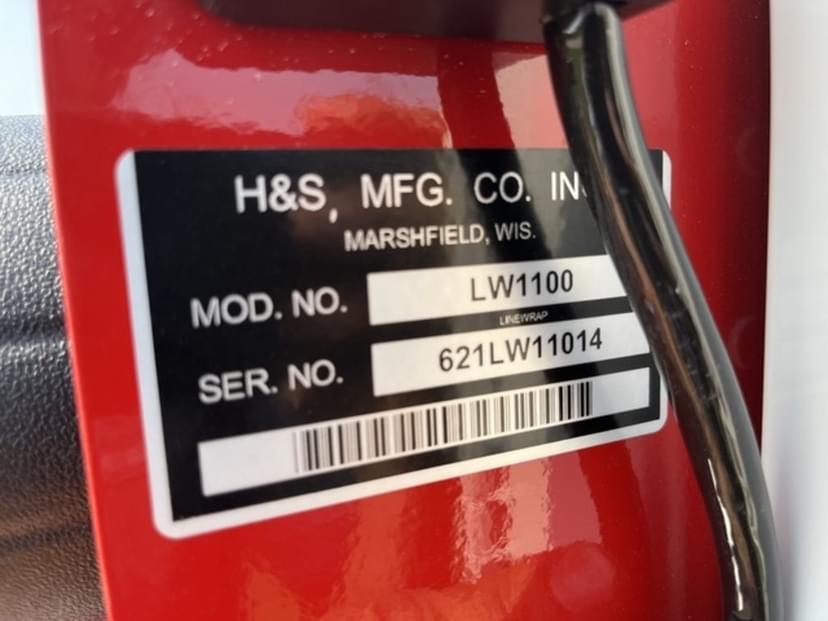 H&S, MFG. CO. IN
MARSHFIELD, WIS.
MOD. NO. LW1100
LINEWRAP
SER. NO. 621LW11014